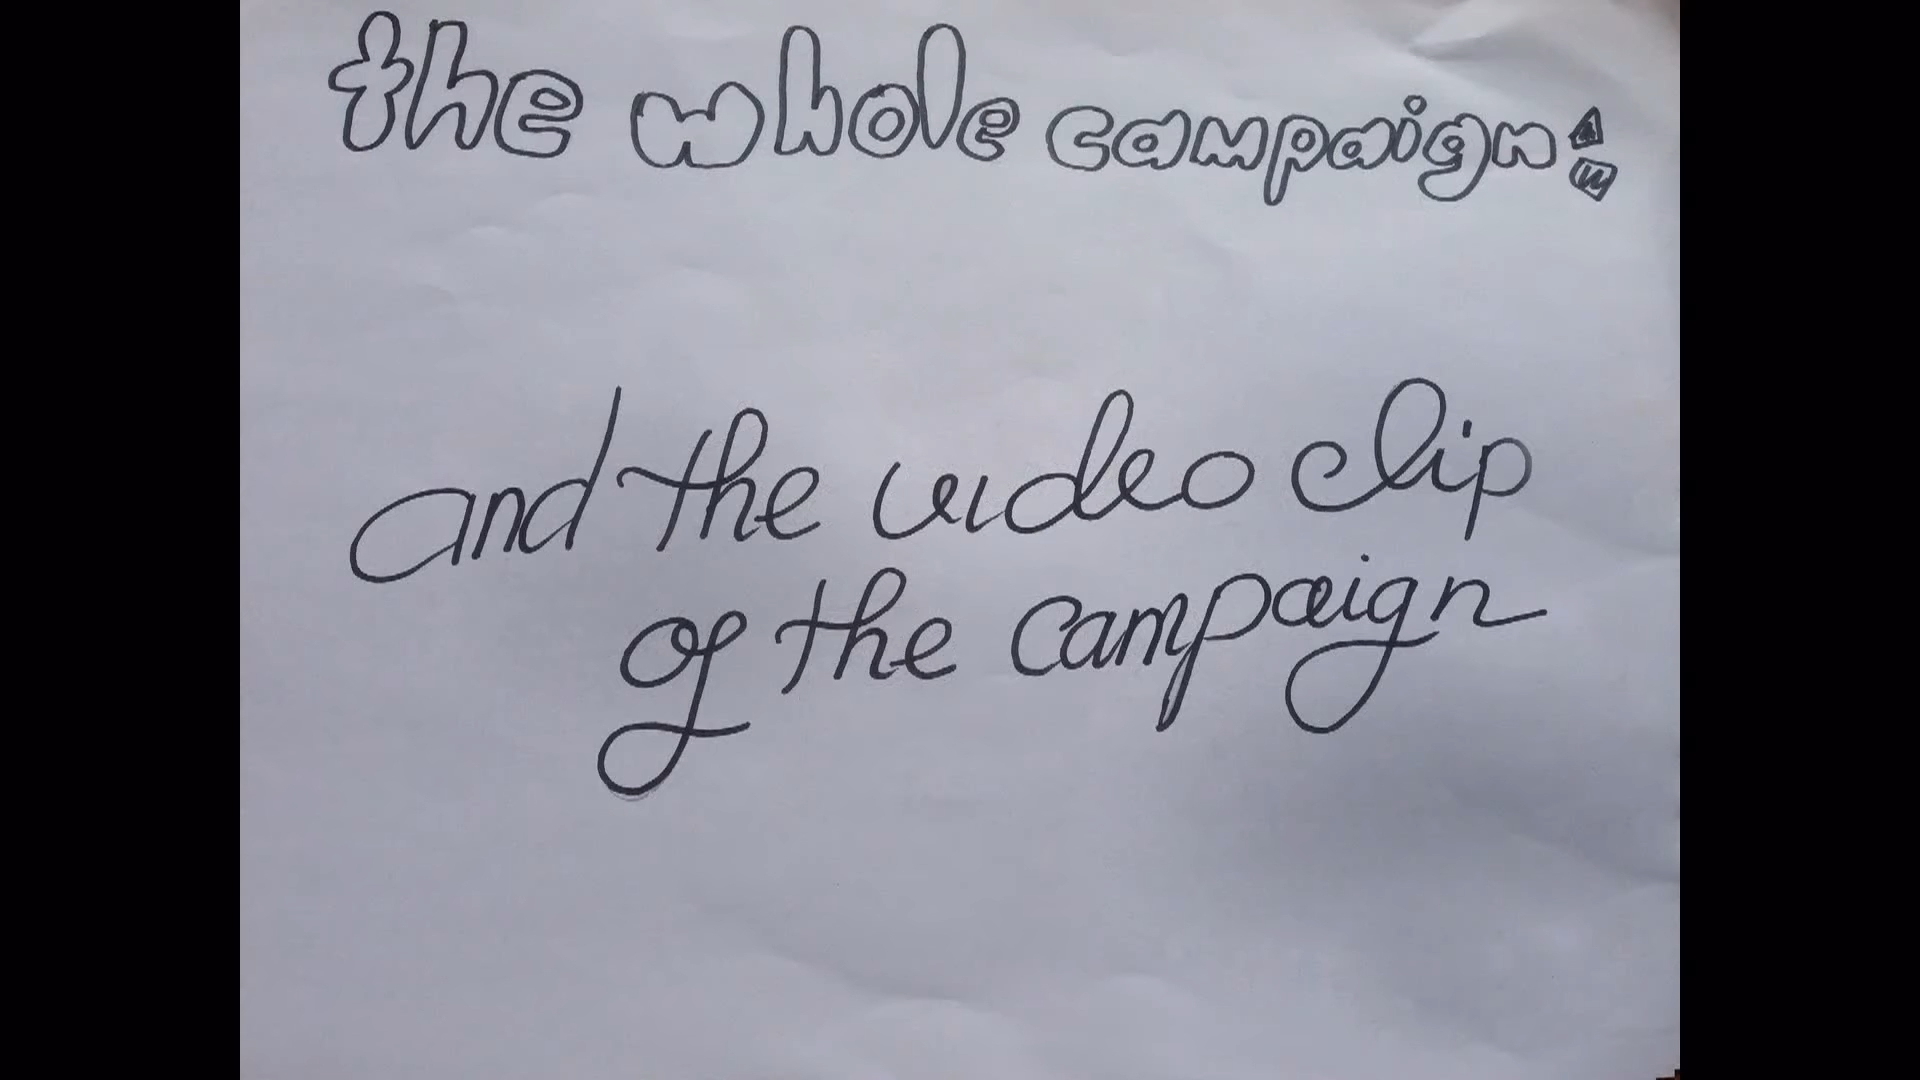 the whole campaign:
and the video clip
of the campaign